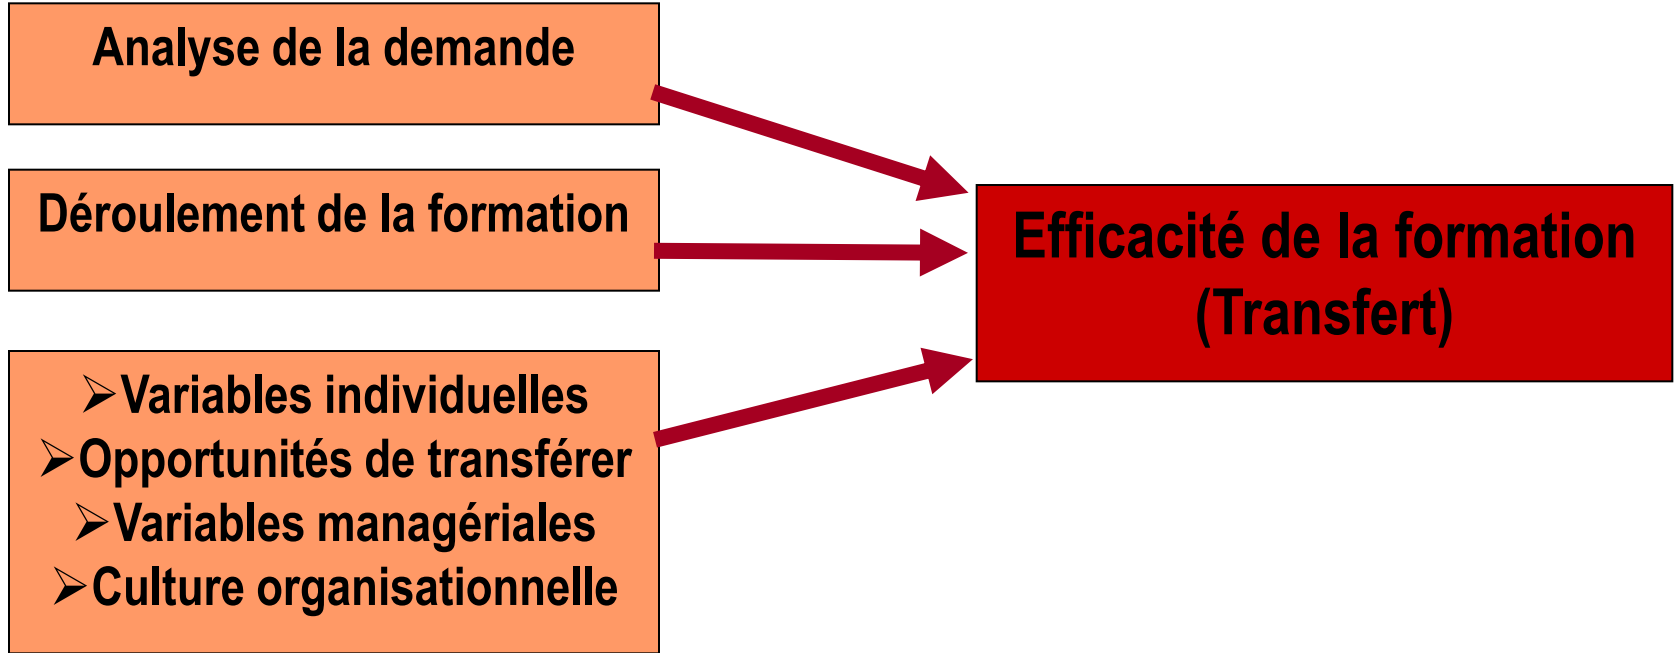 Analyse de la demande
Déroulement de la formation
➢Variables individuelles
➢Opportunités de transférer
➢Variables managériales
➢Culture organisationnelle
Efficacité de la formation
(Transfert)